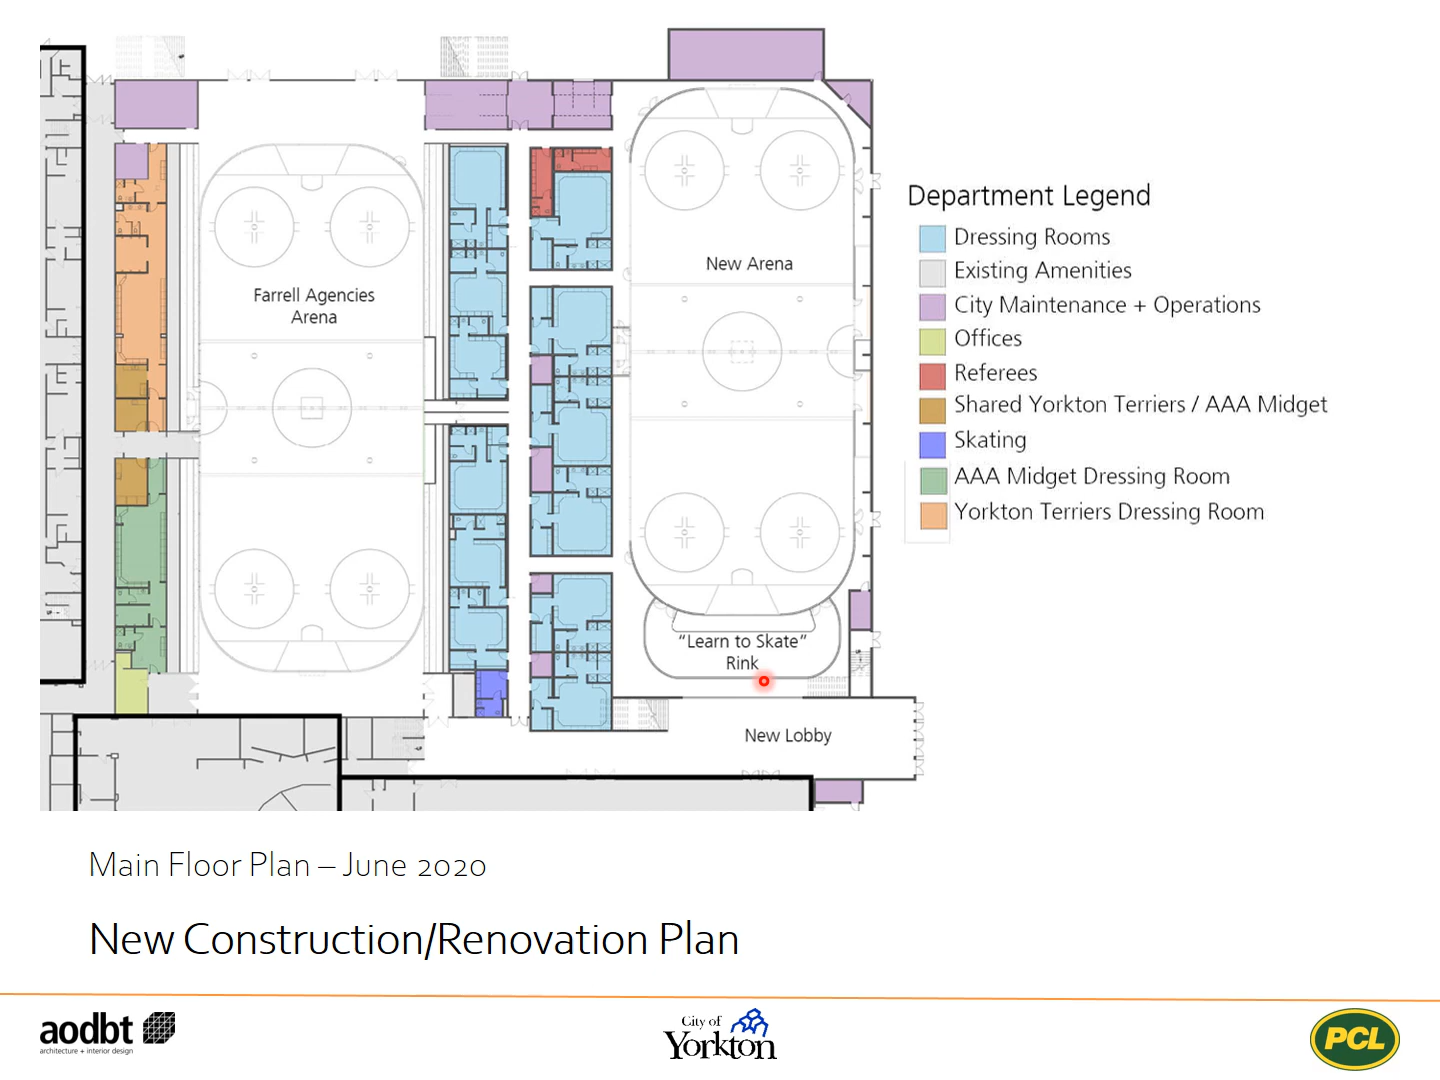 Farrell Agencies
Arena
New Arena
"Learn to Skate"
Rink
New Lobby
Department Legend
Dressing Rooms
Existing Amenities
City Maintenance + Operations
Offices
Referees
Shared Yorkton Terriers / AAA Midget
Skating
AAA Midget Dressing Room
Yorkton Terriers Dressing Room
Main Floor Plan – June 2020
New Construction/Renovation Plan
aodbt
architecture + interior design
City of
Yorkton
PCL